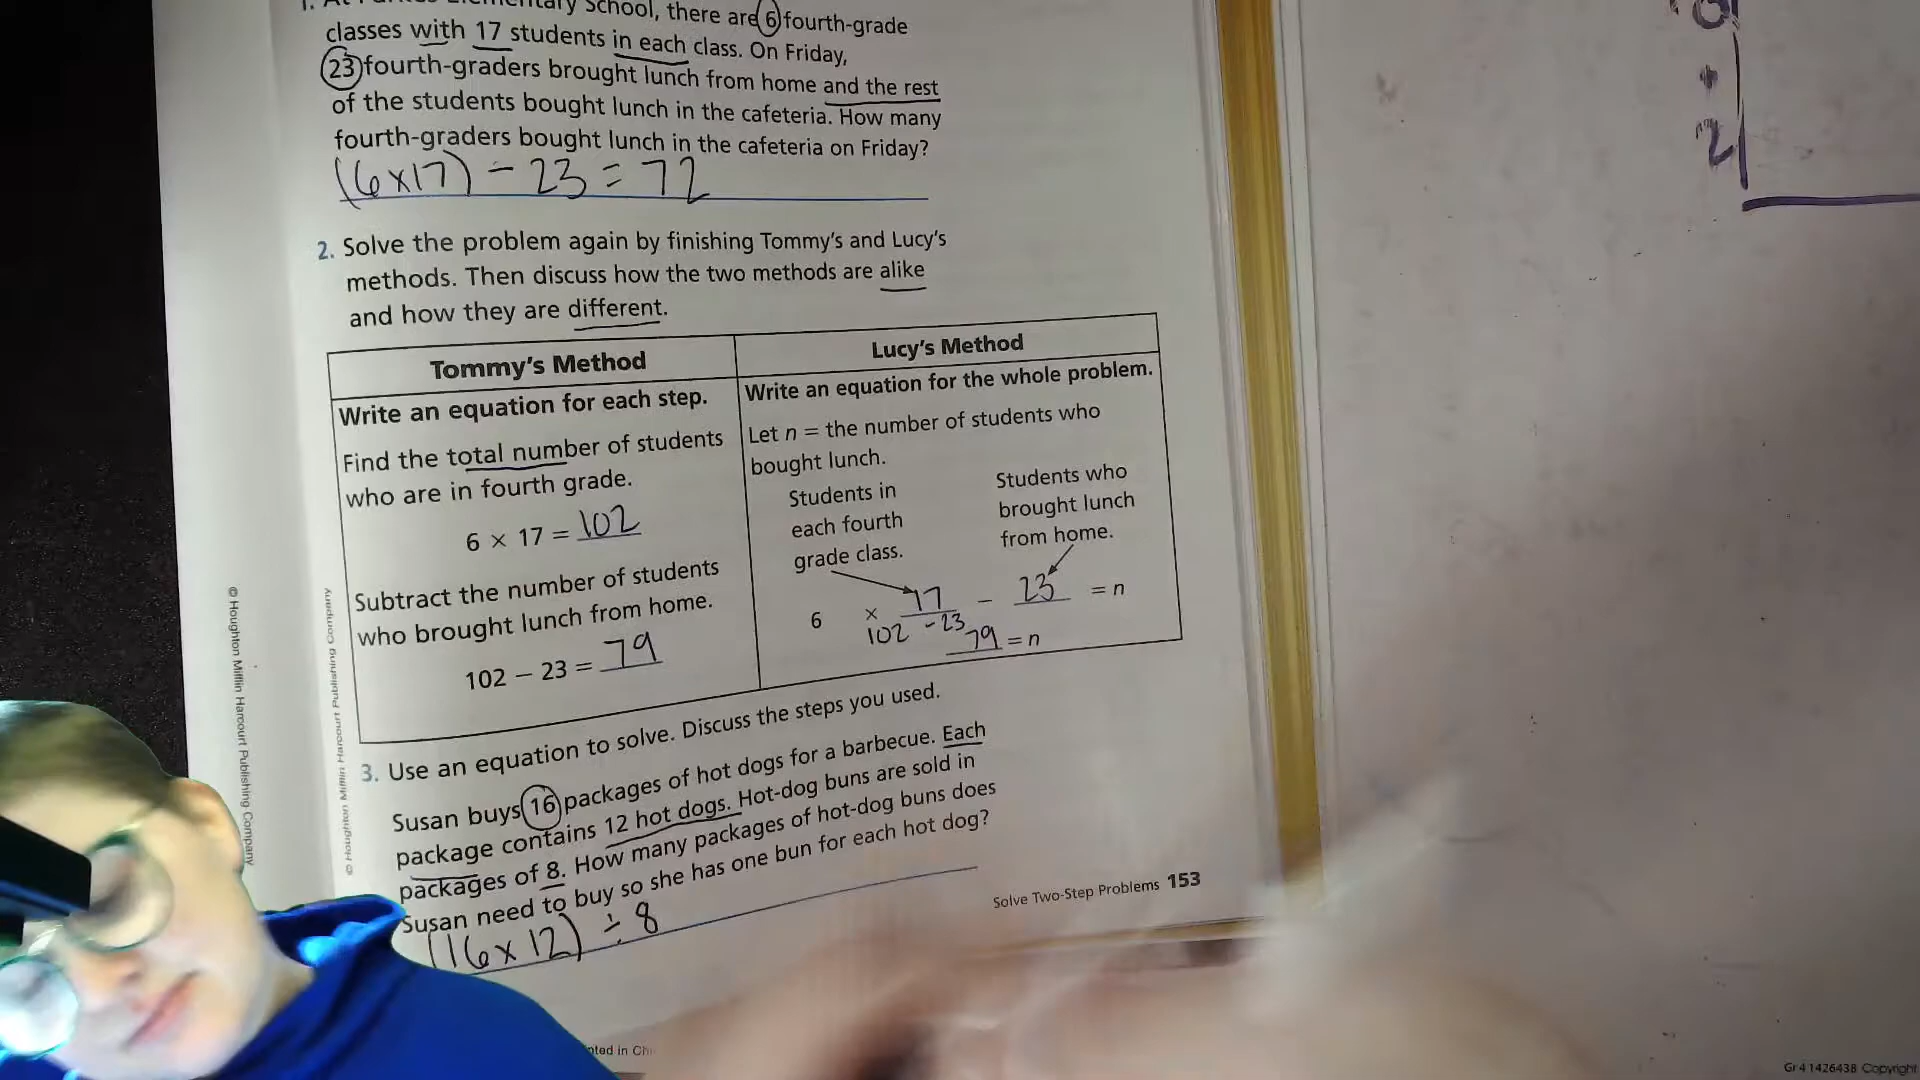 Elementary School, there are 6 fourth-grade
classes with 17 students in each class. On Friday,
23 fourth-graders brought lunch from home and the rest
of the students bought lunch in the cafeteria. How many
fourth-graders bought lunch in the cafeteria on Friday?
(6x17) - 23 = 72
2. Solve the problem again by finishing Tommy's and Lucy's
methods. Then discuss how the two methods are alike
and how they are different.
Tommy's Method
Write an equation for each step.
Find the total number of students
who are in fourth grade.
6 × 17 = 102
Subtract the number of students
who brought lunch from home.
102 – 23 = 79
Lucy's Method
Write an equation for the whole problem.
Let n = the number of students who
bought lunch.
Students in
each fourth
grade class.
Students who
brought lunch
from home.
6 × 17 – 23 = n
102 -23
79 = n
3. Use an equation to solve. Discuss the steps you used.
Susan buys 16 packages of hot dogs for a barbecue. Each
package contains 12 hot dogs. Hot-dog buns are sold in
packages of 8. How many packages of hot-dog buns does
Susan need to buy so she has one bun for each hot dog?
(16x12) ÷ 8
Solve Two-Step Problems 153
© Houghton Mifflin Harcourt Publishing Company
© Houghton Mifflin Harcourt Publishing Company
2
Gr4 1426438 Copyright